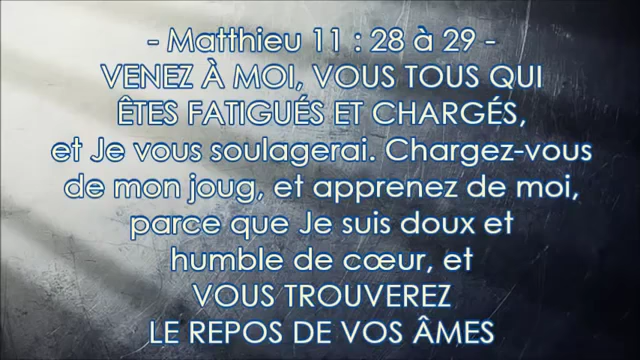 - Matthieu 11 : 28 à 29 -
VENEZ À MOI, VOUS TOUS QUI
ÊTES FATIGUÉS ET CHARGÉS,
et Je vous soulagerai. Chargez-vous
de mon joug, et apprenez de moi,
parce que Je suis doux et
humble de cœur, et
VOUS TROUVEREZ
LE REPOS DE VOS ÂMES